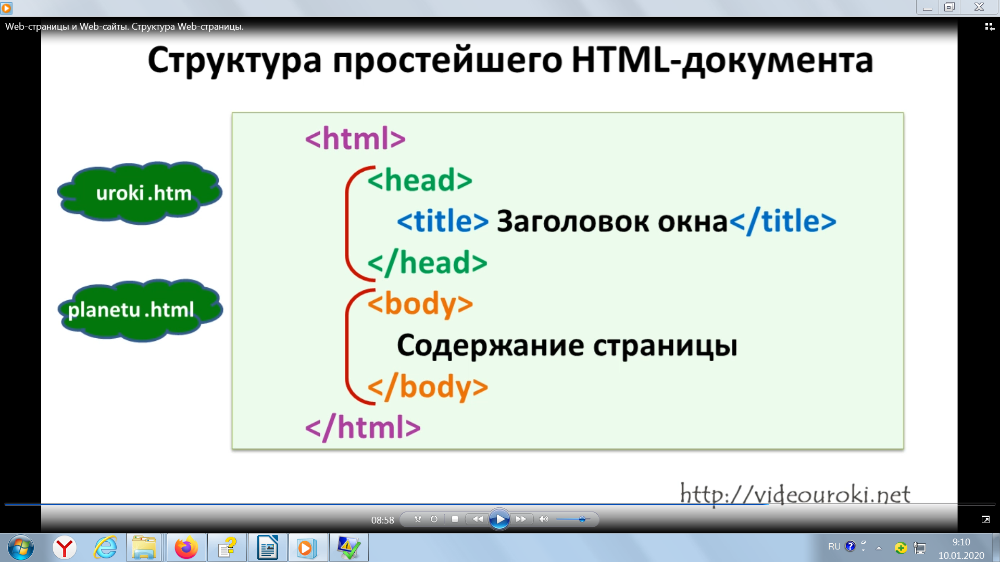 Web-страницы и Web-сайты. Структура Web-страницы.
Структура простейшего HTML-документа
<html>
<head>
uroki .htm
<title> Заголовок окна</title>
</head>
<body>
planetu .html
Содержание страницы
</body>
</html>
http://videouroki.net
08:58
RU
9:10
10.01.2020